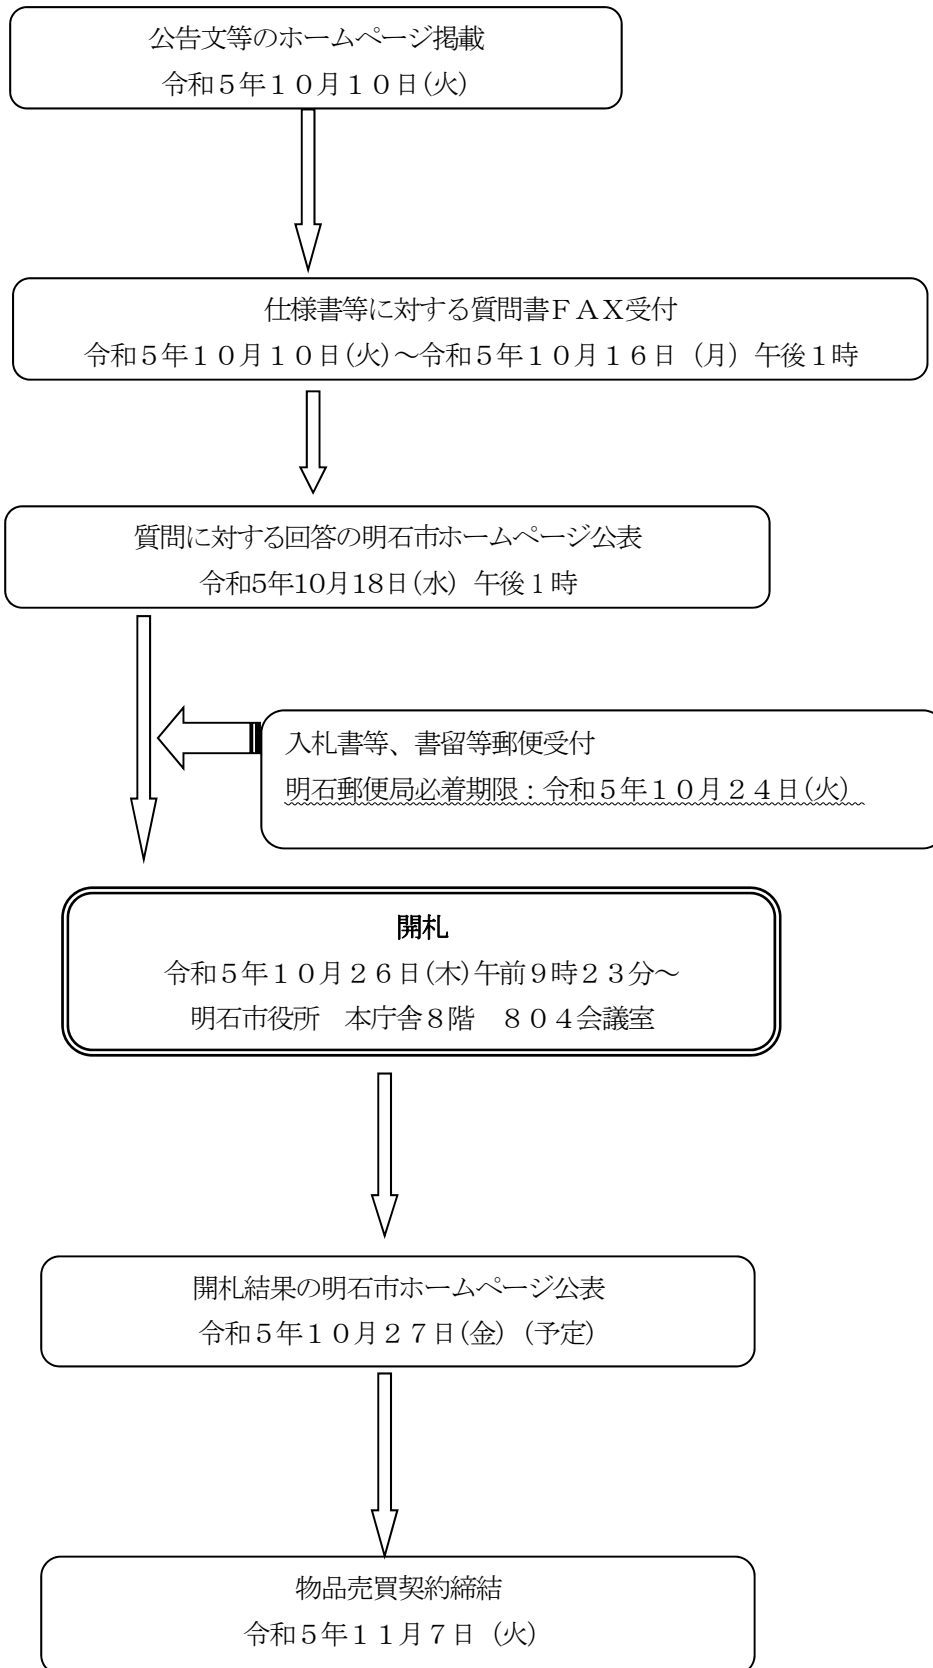 公告文等のホームページ掲載
令和５年１０月１０日(火)
仕様書等に対する質問書ＦＡＸ受付
令和５年１０月１０日(火)～令和５年１０月１６日（月）午後１時
質問に対する回答の明石市ホームページ公表
令和5年10月18日(水)　午後１時
入札書等、書留等郵便受付
明石郵便局必着期限：令和５年１０月２４日(火)
開札
令和５年１０月２６日(木)午前９時２３分～
明石市役所　本庁舎８階　８０４会議室
開札結果の明石市ホームページ公表
令和５年１０月２７日(金)（予定）
物品売買契約締結
令和５年１１月７日（火）